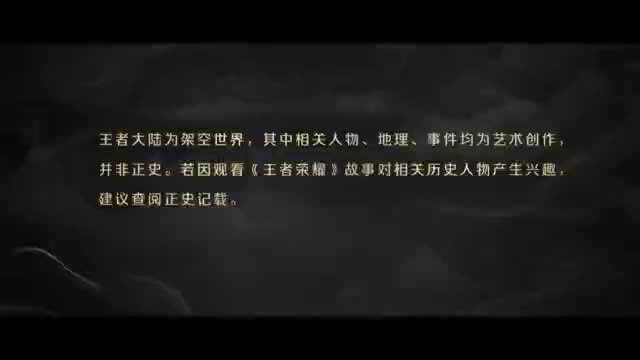 王者大陆为架空世界，其中相关人物、地理、事件均为艺术创作，
并非正史。若因观看《王者荣耀》故事对相关历史人物产生兴趣，
建议查阅正史记载。